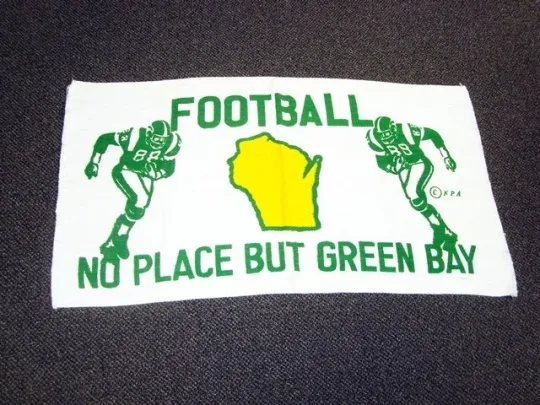 FOOTBALL
88
88
© KPA
NO PLACE BUT GREEN BAY